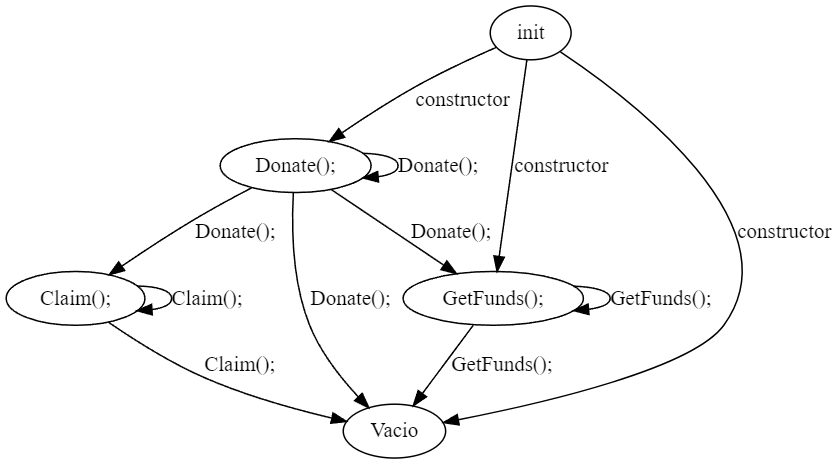 init
constructor
Donate();
Donate();
constructor
constructor
Donate();
Donate();
Claim();
Claim();
Donate();
GetFunds();
GetFunds();
Claim();
GetFunds();
Vacio